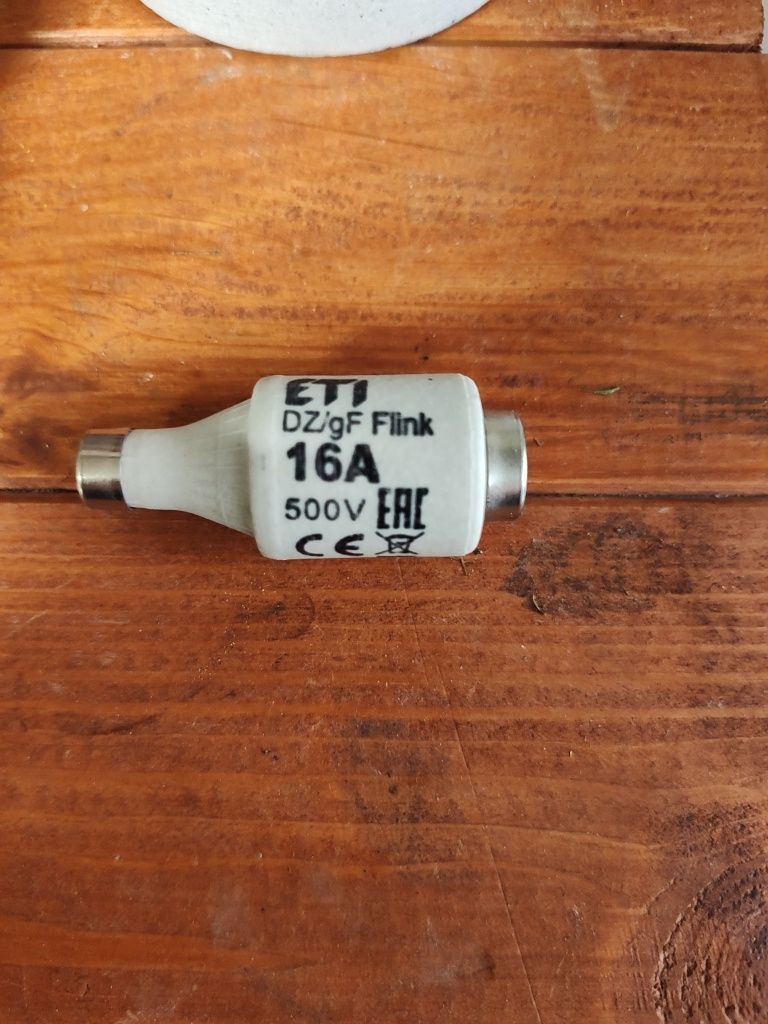 ETI
DZ/gF Flink
16A
500V EAC
CE